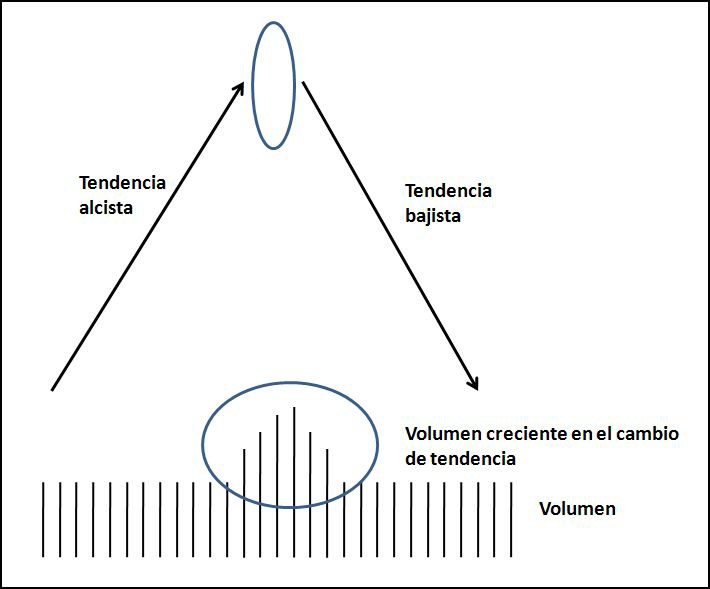 Tendencia
alcista
Tendencia
bajista
Volumen creciente en el cambio
de tendencia
Volumen